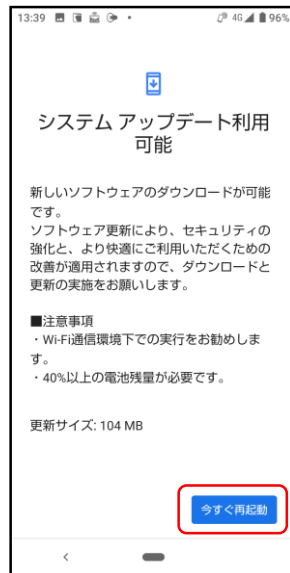 13:39
4G 96%
システム アップデート利用
可能
新しいソフトウェアのダウンロードが可能
です。
ソフトウェア更新により、セキュリティの
強化と、より快適にご利用いただくための
改善が適用されますので、ダウンロードと
更新の実施をお願いします。
■注意事項
・Wi-Fi通信環境下での実行をお勧めしま
す。
・40%以上の電池残量が必要です。
更新サイズ: 104 MB
今すぐ再起動